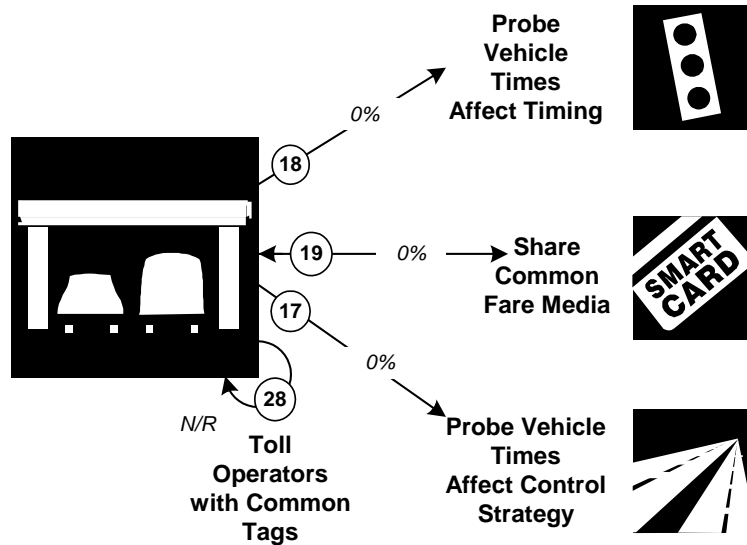 Probe
Vehicle
Times
Affect Timing
0%
18
19
0%
Share
Common
Fare Media
SMART
CARD
17
0%
28
N/R
Toll
Operators
with Common
Tags
Probe Vehicle
Times
Affect Control
Strategy